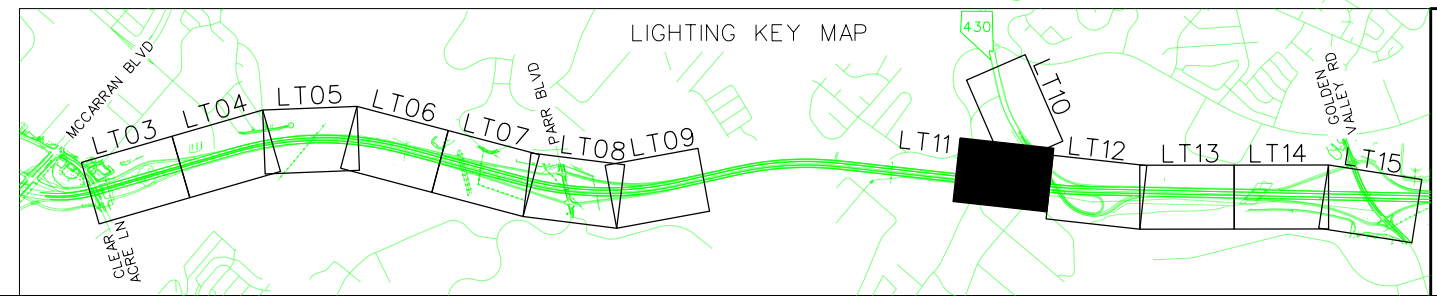 LIGHTING KEY MAP
430
MCCARRAN BLVD
LT03
LT04
LT05
LT06
LT07
PARR BLVD
LT08
LT09
LT11
LT10
LT12
LT13
LT14
GOLDEN
VALLEY RD
LT15
CLEAR
ACRE LN